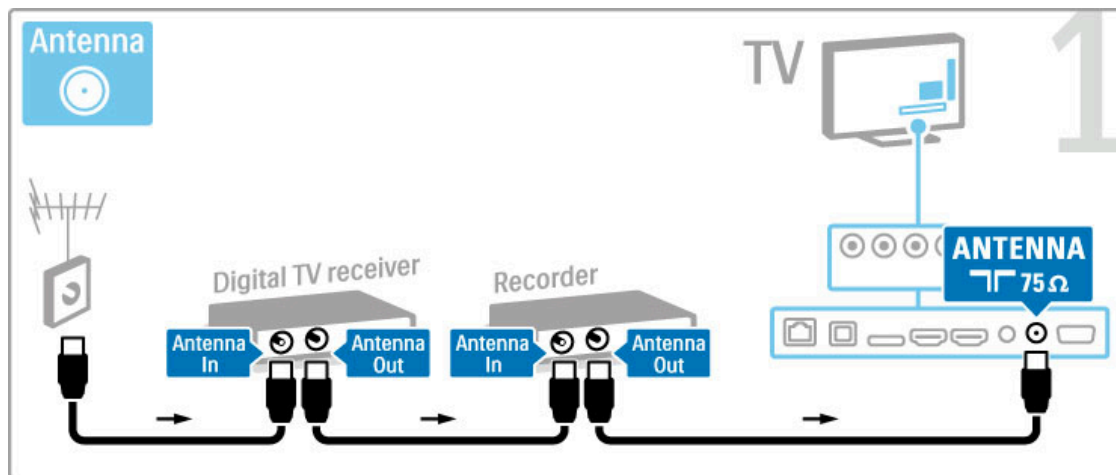 Antenna
TV
1
Digital TV receiver
Recorder
ANTENNA
75 Ω
Antenna
In
Antenna
Out
Antenna
In
Antenna
Out